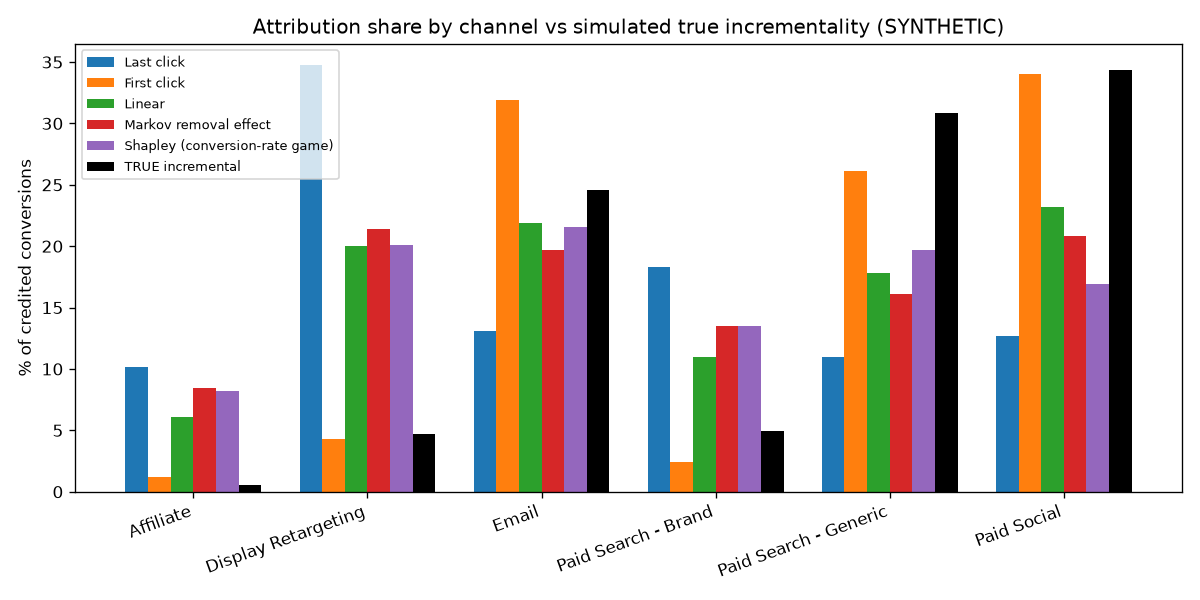 Attribution share by channel vs simulated true incrementality (SYNTHETIC)
Last click
First click
Linear
Markov removal effect
Shapley (conversion-rate game)
TRUE incremental
% of credited conversions
35
30
25
20
15
10
5
0
Affiliate
Display Retargeting
Email
Paid Search - Brand
Paid Search - Generic
Paid Social